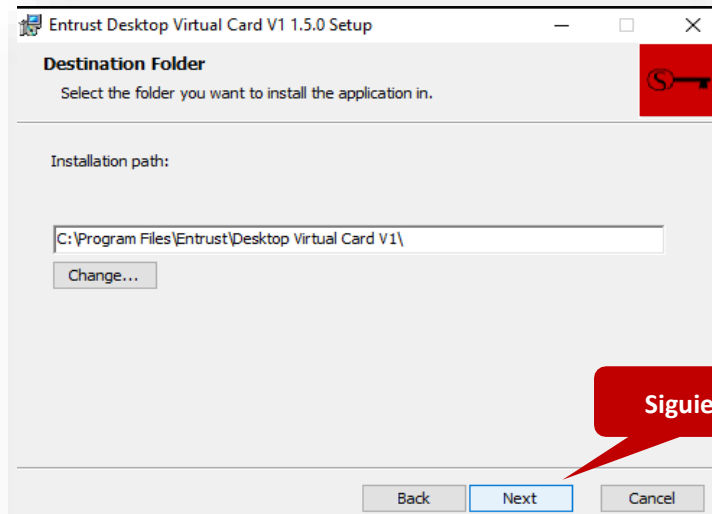 Entrust Desktop Virtual Card V1 1.5.0 Setup
Destination Folder
Select the folder you want to install the application in.
Installation path:
C:\Program Files\Entrust\Desktop Virtual Card V1\
Change...
Siguie
Back
Next
Cancel